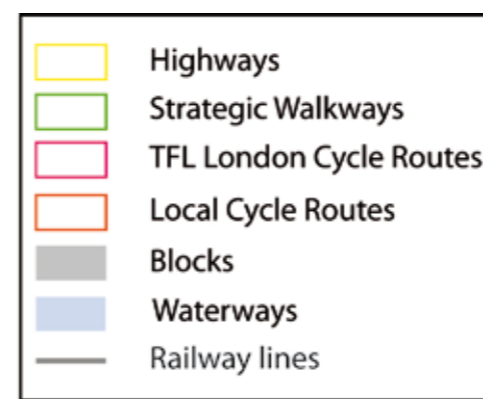 Highways
Strategic Walkways
TFL London Cycle Routes
Local Cycle Routes
Blocks
Waterways
Railway lines